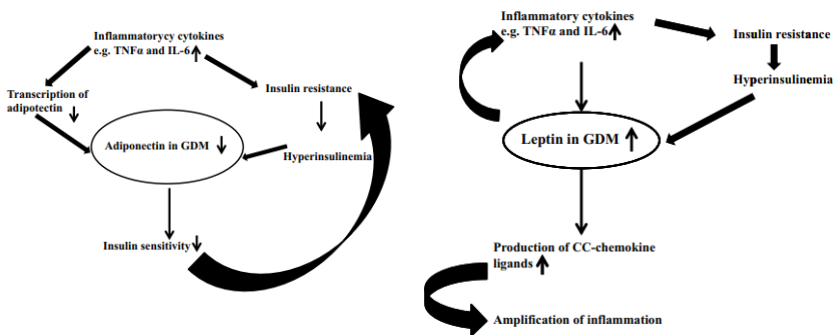 Inflammatorycy cytokines
e.g. TNFα and IL-6
Transcription of
adipotectin
Insulin resistance
Adiponectin in GDM
Hyperinsulinemia
Insulin sensitivity
Inflammatory cytokines
e.g. TNFα and IL-6
Insulin resistance
Hyperinsulinemia
Leptin in GDM
Production of CC-chemokine
ligands
Amplification of inflammation